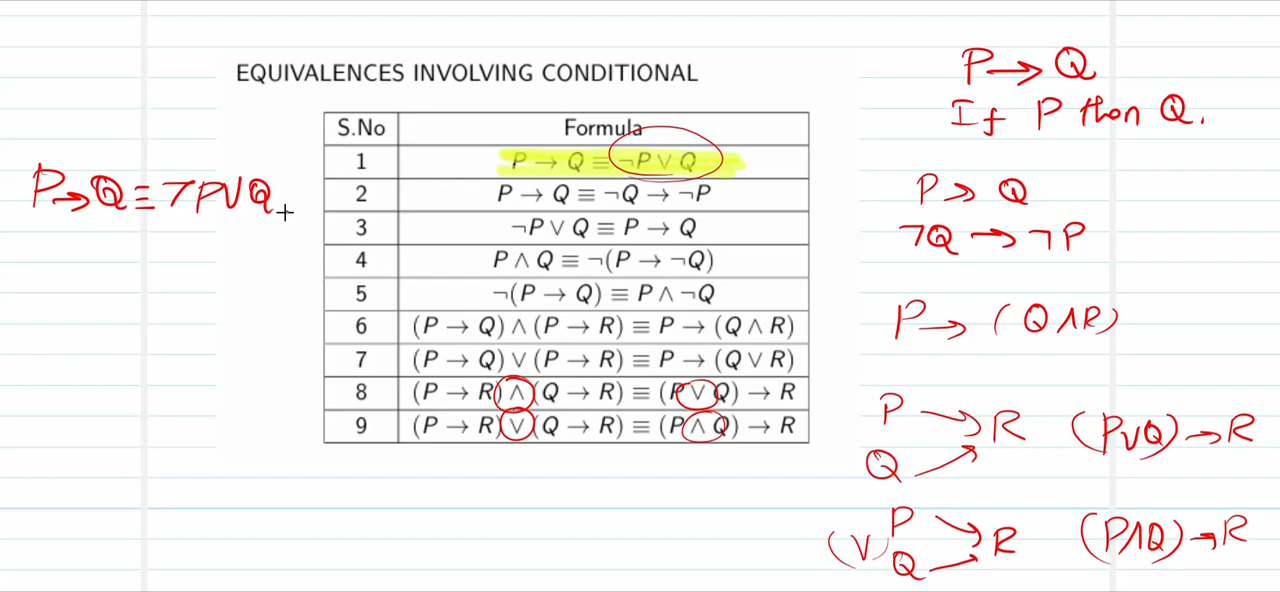 EQUIVALENCES INVOLVING CONDITIONAL
S.No Formula
1 P → Q ≡ ¬P ∨ Q
2 P → Q ≡ ¬Q → ¬P
3 ¬P ∨ Q ≡ P → Q
4 P ∧ Q ≡ ¬(P → ¬Q)
5 ¬(P → Q) ≡ P ∧ ¬Q
6 (P → Q) ∧ (P → R) ≡ P → (Q ∧ R)
7 (P → Q) ∨ (P → R) ≡ P → (Q ∨ R)
8 (P → R) ∧ (Q → R) ≡ (P ∨ Q) → R
9 (P → R) ∨ (Q → R) ≡ (P ∧ Q) → R
P → Q ≡ ¬P ∨ Q
P → Q
If P then Q.
P → Q
¬Q → ¬P
P → (Q ∧ R)
P
Q → R (P ∨ Q) → R
(∨) P
Q → R (P ∧ Q) → R